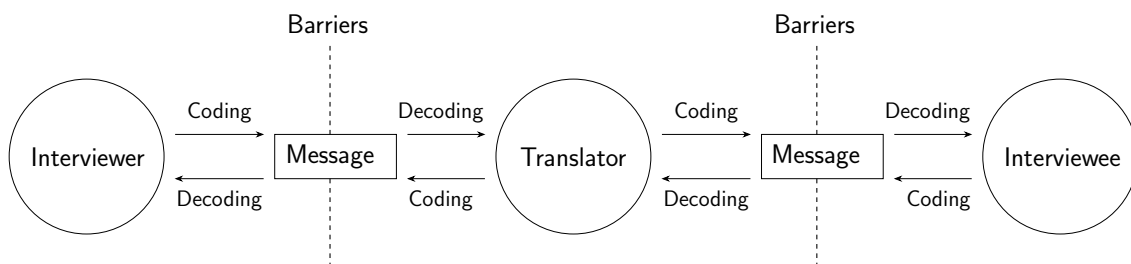 Barriers
Barriers
Coding
Decoding
Coding
Decoding
Interviewer
Message
Translator
Message
Interviewee
Decoding
Coding
Decoding
Coding